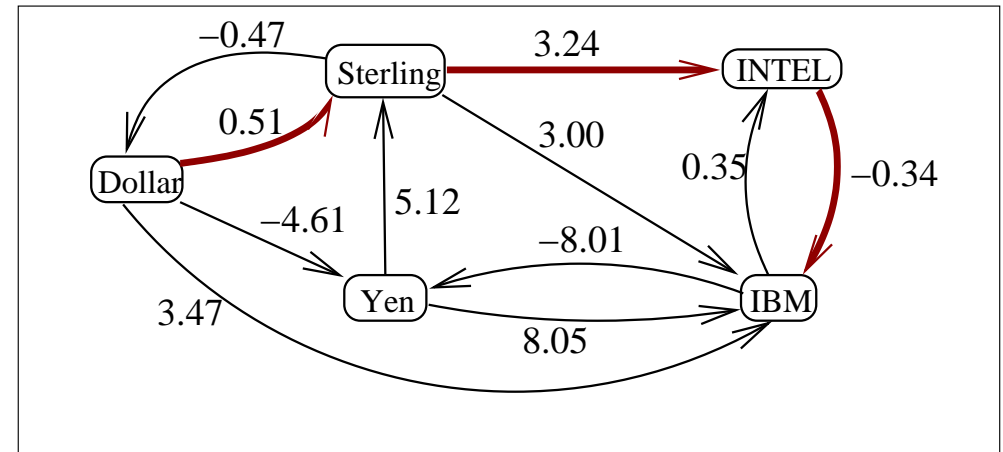 −0.47
3.24
Sterling
INTEL
0.51
3.00
0.35
−0.34
Dollar
−4.61
5.12
−8.01
Yen
IBM
3.47
8.05